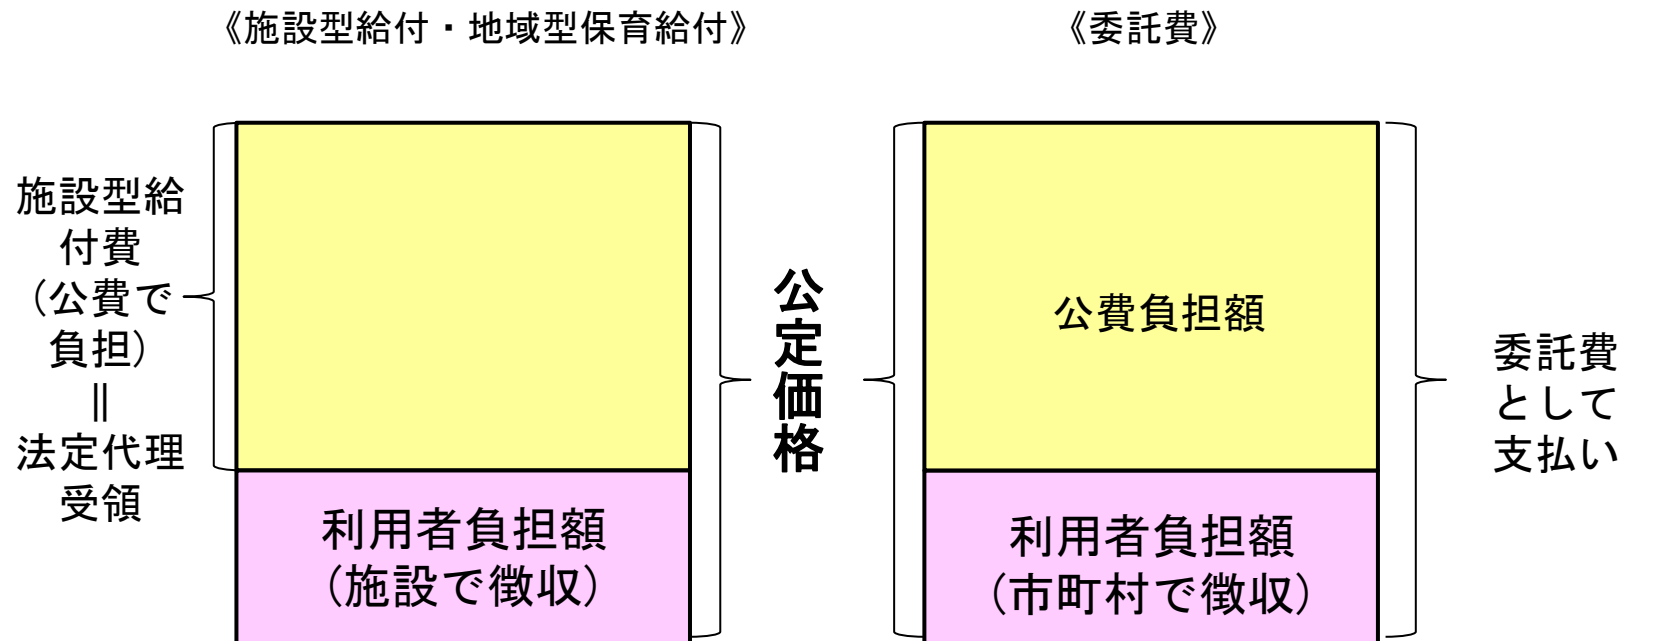 《施設型給付・地域型保育給付》
《委託費》
施設型給
付費
（公費で
負担）
＝
法定代理
受領
利用者負担額
（施設で徴収）
公定価格
公費負担額
利用者負担額
（市町村で徴収）
委託費
として
支払い